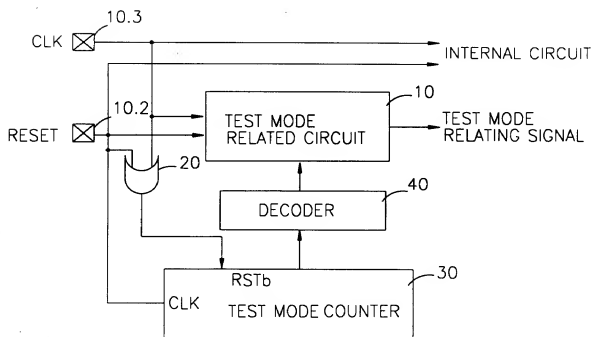 10.3
CLK
INTERNAL CIRCUIT
10
10.2
TEST MODE
RELATED CIRCUIT
TEST MODE
RELATING SIGNAL
RESET
20
40
DECODER
30
RSTb
CLK
TEST MODE COUNTER